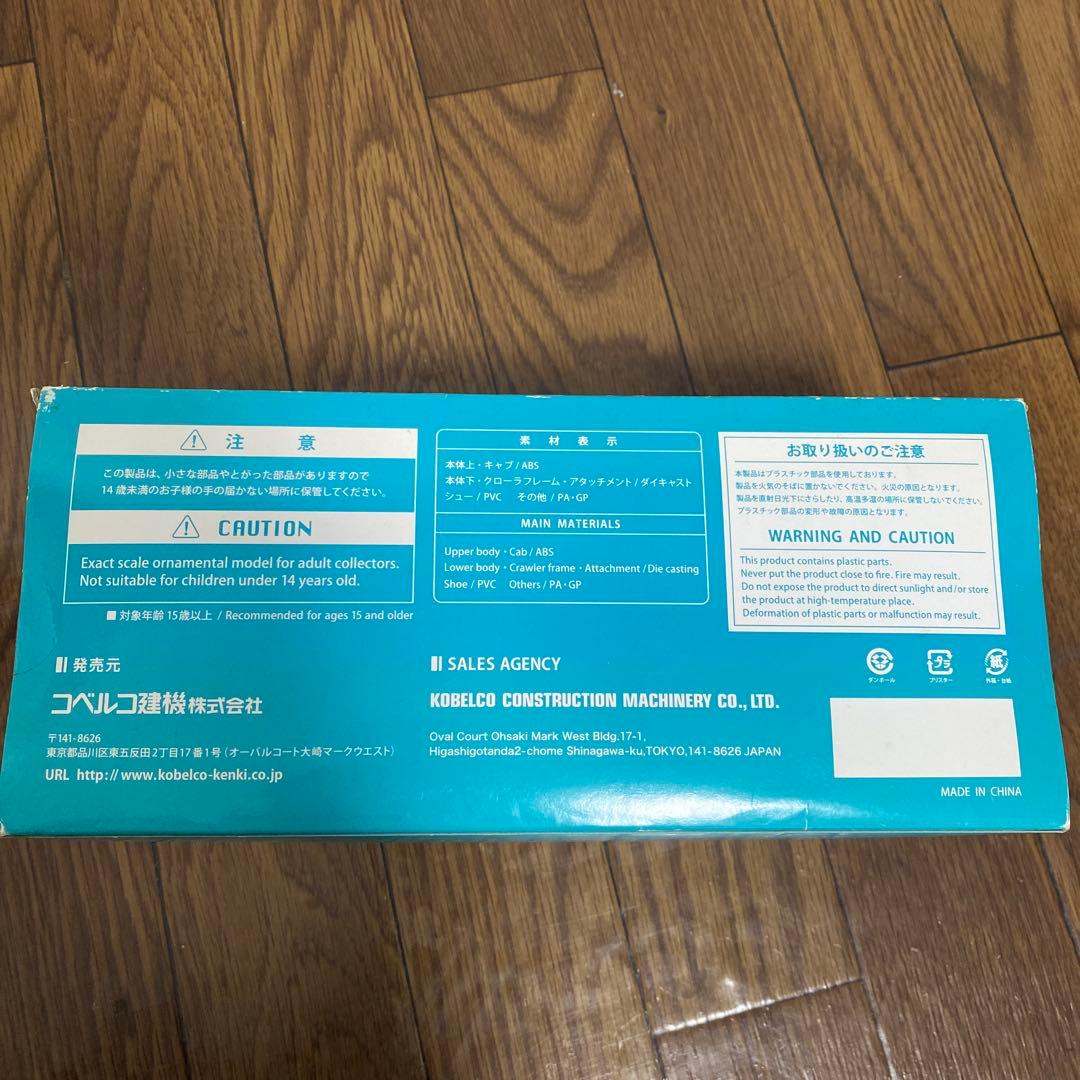 注 意
この製品は、小さな部品やとがった部品がありますので
14歳未満のお子様の手の届かない場所に保管してください。
CAUTION
Exact scale ornamental model for adult collectors.
Not suitable for children under 14 years old.
■対象年齢15歳以上 / Recommended for ages 15 and older
素 材 表 示
本体上・キャブ / ABS
本体下・クローラフレーム・アタッチメント / ダイキャスト
シュー / PVC その他 / PA・GP
MAIN MATERIALS
Upper body・Cab / ABS
Lower body・Crawler frame・Attachment / Die casting
Shoe / PVC Others / PA・GP
お取り扱いのご注意
本製品はプラスチック部品を使用しております。
製品を火気のそばに置かないでください。火災の原因となります。
製品を直射日光下にさらしたり、高温多湿の場所に保管しないでください。
プラスチック部品の変形や故障の原因となります。
WARNING AND CAUTION
This product contains plastic parts.
Never put the product close to fire. Fire may result.
Do not expose the product to direct sunlight and/or store
the product at high-temperature place.
Deformation of plastic parts or malfunction may result.
発売元
コベルコ建機株式会社
〒141-8626
東京都品川区東五反田2丁目17番1号(オーバルコート大崎マークウエスト)
URL http://www.kobelco-kenki.co.jp
SALES AGENCY
KOBELCO CONSTRUCTION MACHINERY CO., LTD.
Oval Court Ohsaki Mark West Bldg.17-1,
Higashigotanda2-chome Shinagawa-ku,TOKYO,141-8626 JAPAN
ダンボール
プラ
ブリスター
紙
外箱・台紙
MADE IN CHINA